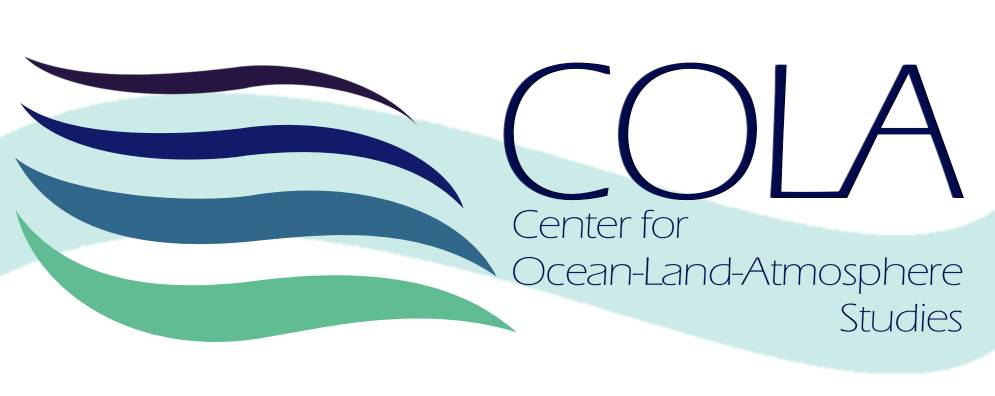 COLA
Center for
Ocean-Land-Atmosphere
Studies